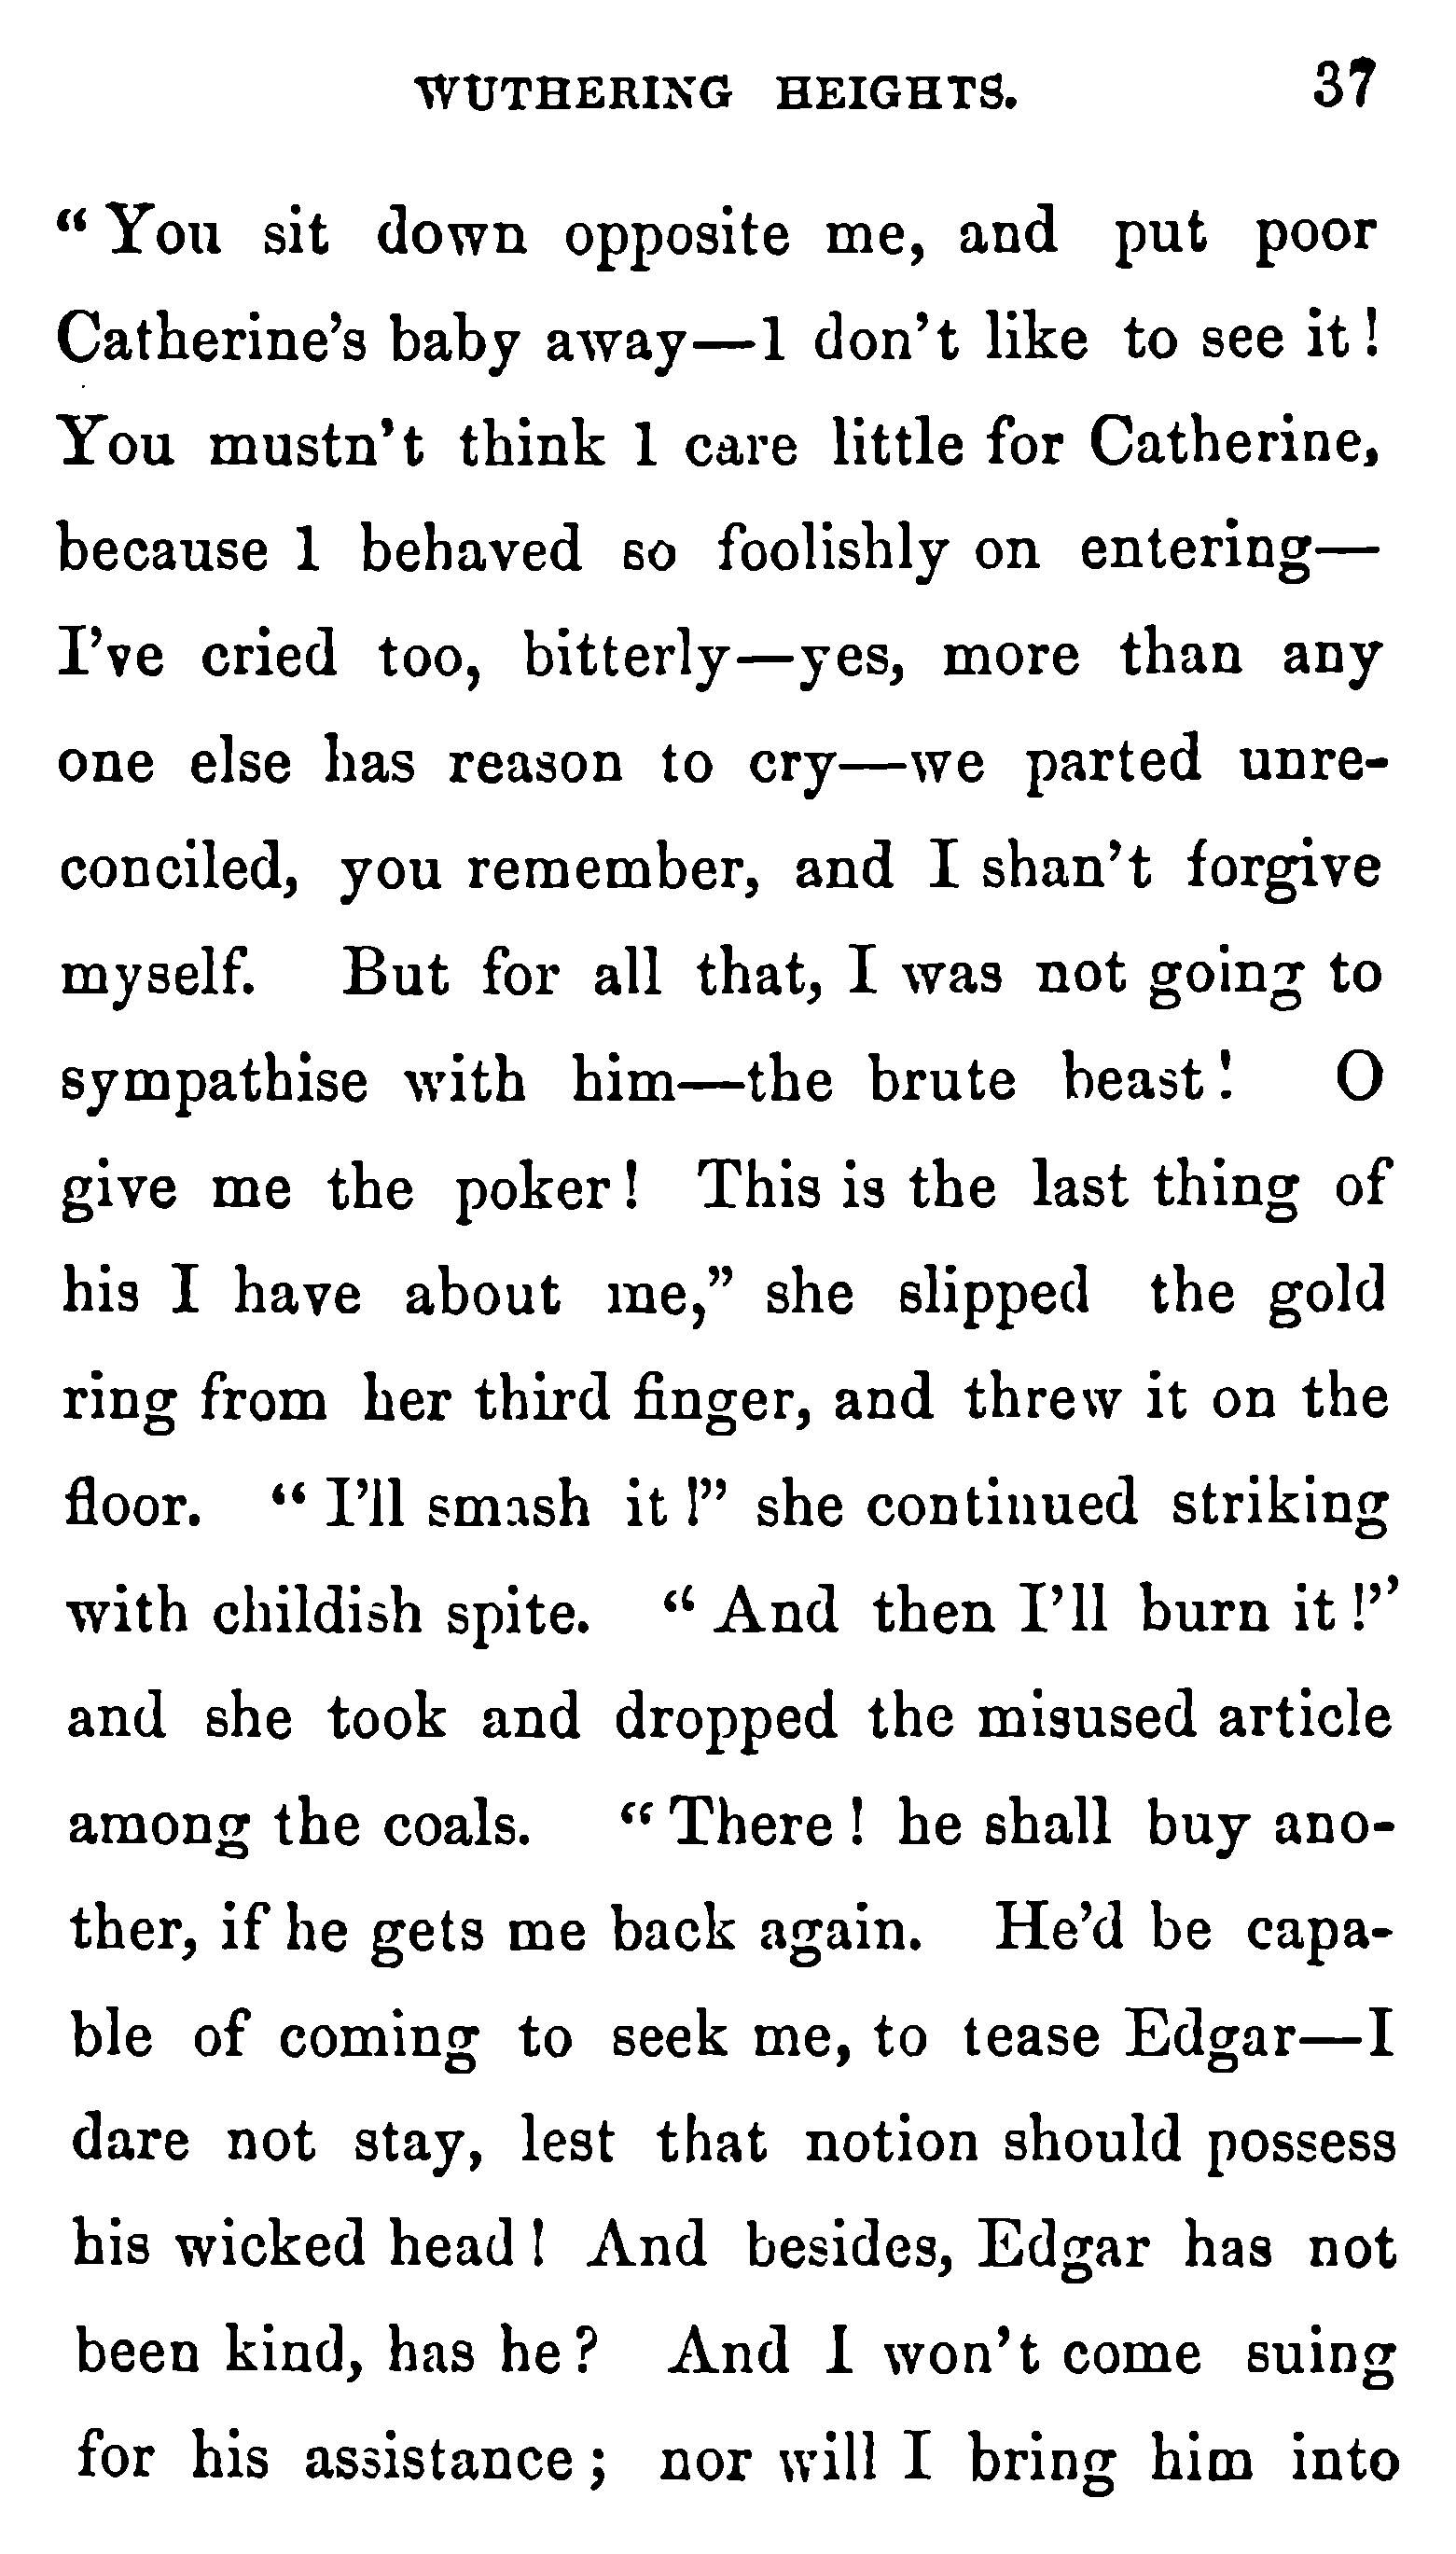 WUTHERING HEIGHTS. 37
“ You sit down opposite me, and put poor
Catherine’s baby away—I don’t like to see it!
You mustn’t think I care little for Catherine,
because I behaved so foolishly on entering—
I’ve cried too, bitterly—yes, more than any
one else has reason to cry—we parted unre-
conciled, you remember, and I shan’t forgive
myself. But for all that, I was not going to
sympathise with him—the brute beast! O
give me the poker! This is the last thing of
his I have about me,” she slipped the gold
ring from her third finger, and threw it on the
floor. “ I’ll smash it!” she continued striking
with childish spite. “ And then I’ll burn it!”
and she took and dropped the misused article
among the coals. “ There! he shall buy ano-
ther, if he gets me back again. He’d be capa-
ble of coming to seek me, to tease Edgar—I
dare not stay, lest that notion should possess
his wicked head! And besides, Edgar has not
been kind, has he? And I won’t come suing
for his assistance; nor will I bring him into